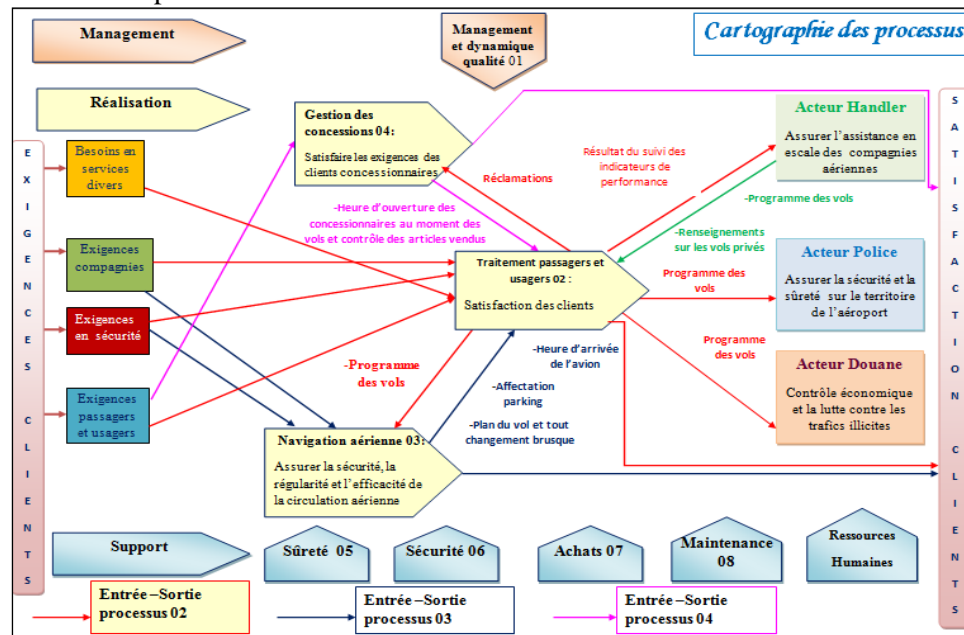 Management
Management
et dynamique
qualité 01
Cartographie des processus
Réalisation
EXIGENCES CLIENTS
Besoins en
services
divers
Exigences
compagnies
Exigences
en sécurité
Exigences
passagers
et usagers
Gestion des
concessions 04:
Satisfaire les exigences des
clients concessionnaires
Réclamations
Résultat du suivi des
indicateurs de
performance
-Heure d'ouverture des
concessionnaires au moment des
vols et contrôle des articles vendus
-Programme des vols
-Renseignements
sur les vols privés
Traitement passagers et
usagers 02 :
Satisfaction des clients
Programme des
vols
Programme
des vols
-Programme
des vols
-Heure d'arrivée
de l'avion
-Affectation
parking
-Plan du vol et tout
changement brusque
Navigation aérienne 03:
Assurer la sécurité, la
régularité et l'efficacité de
la circulation aérienne
Acteur Handler
Assurer l'assistance en
escale des compagnies
aériennes
Acteur Police
Assurer la sécurité et la
sûreté sur le territoire
de l'aéroport
Acteur Douane
Contrôle économique
et la lutte contre les
trafics illicites
SATISFACTION CLIENTS
Support
Sûreté 05
Sécurité 06
Achats 07
Maintenance
08
Ressources
Humaines
Entrée –Sortie
processus 02
Entrée –Sortie
processus 03
Entrée –Sortie
processus 04